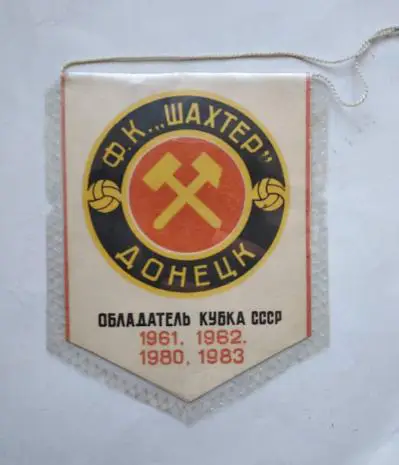 Ф.К. „ШАХТЕР"
ДОНЕЦК
ОБЛАДАТЕЛЬ КУБКА СССР
1961, 1962,
1980, 1983